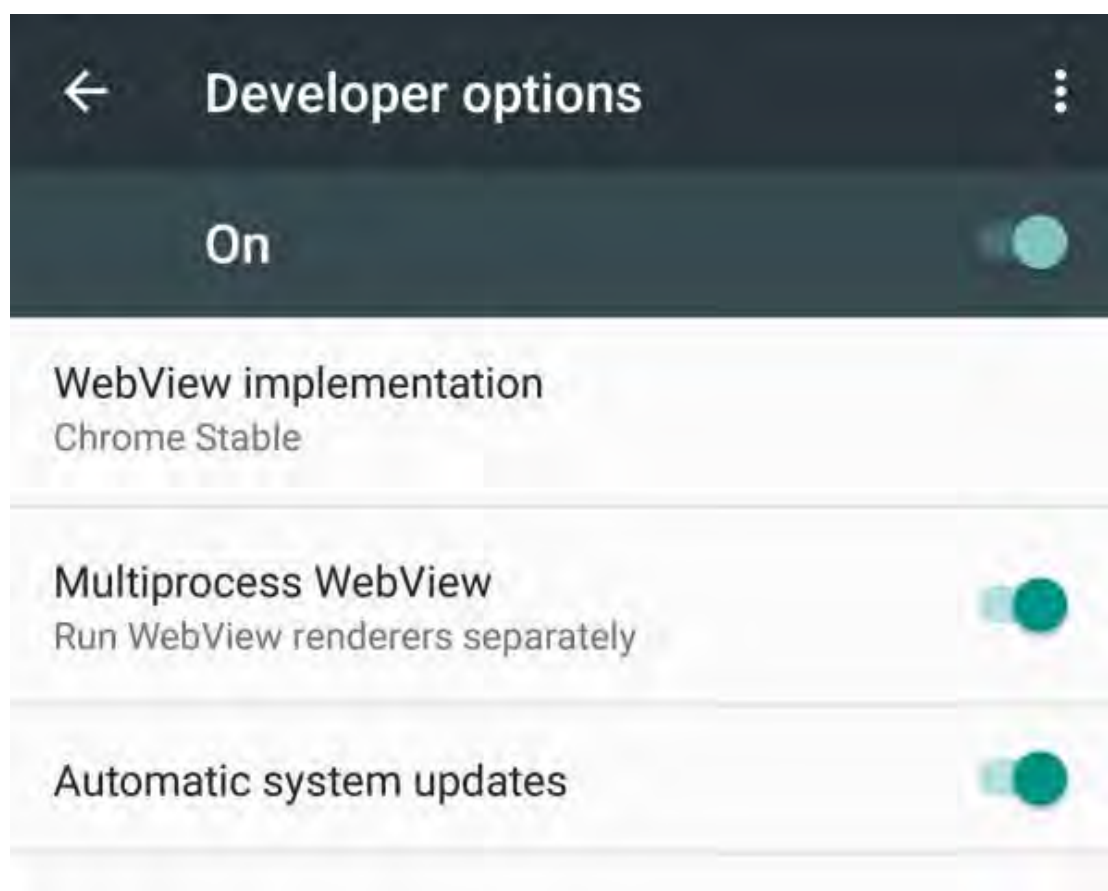 Developer options
On
WebView implementation
Chrome Stable
Multiprocess WebView
Run WebView renderers separately
Automatic system updates